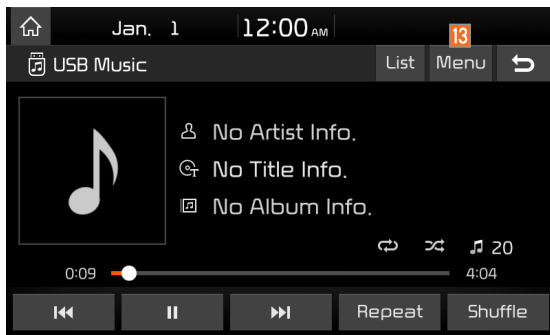 Jan. 1 12:00 AM
13
USB Music List Menu
No Artist Info.
No Title Info.
No Album Info.
20
0:09 4:04
Repeat Shuffle